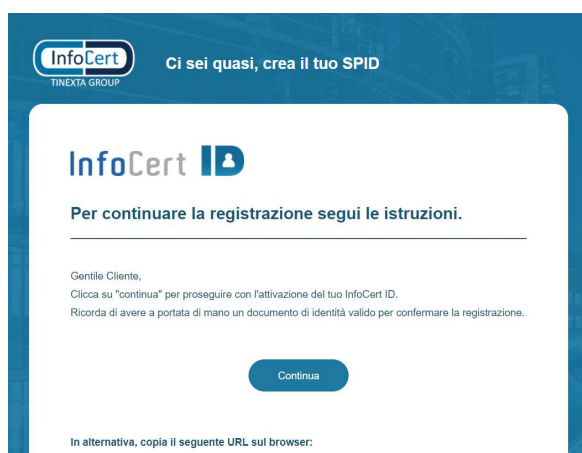 InfoCert
TINEXTA GROUP
Ci sei quasi, crea il tuo SPID
InfoCert ID
Per continuare la registrazione segui le istruzioni.
Gentile Cliente,
Clicca su "continua" per proseguire con l'attivazione del tuo InfoCert ID.
Ricorda di avere a portata di mano un documento di identità valido per confermare la registrazione.
Continua
In alternativa, copia il seguente URL sul browser: